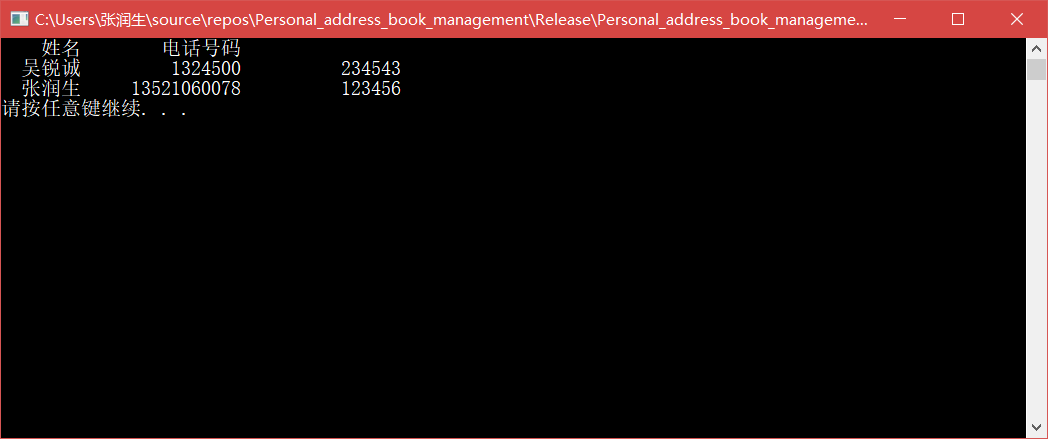 C:\Users\张润生\source\repos\Personal_address_book_management\Release\Personal_address_book_manageme...
姓名 电话号码
吴锐诚 1324500 234543
张润生 13521060078 123456
请按任意键继续. . .